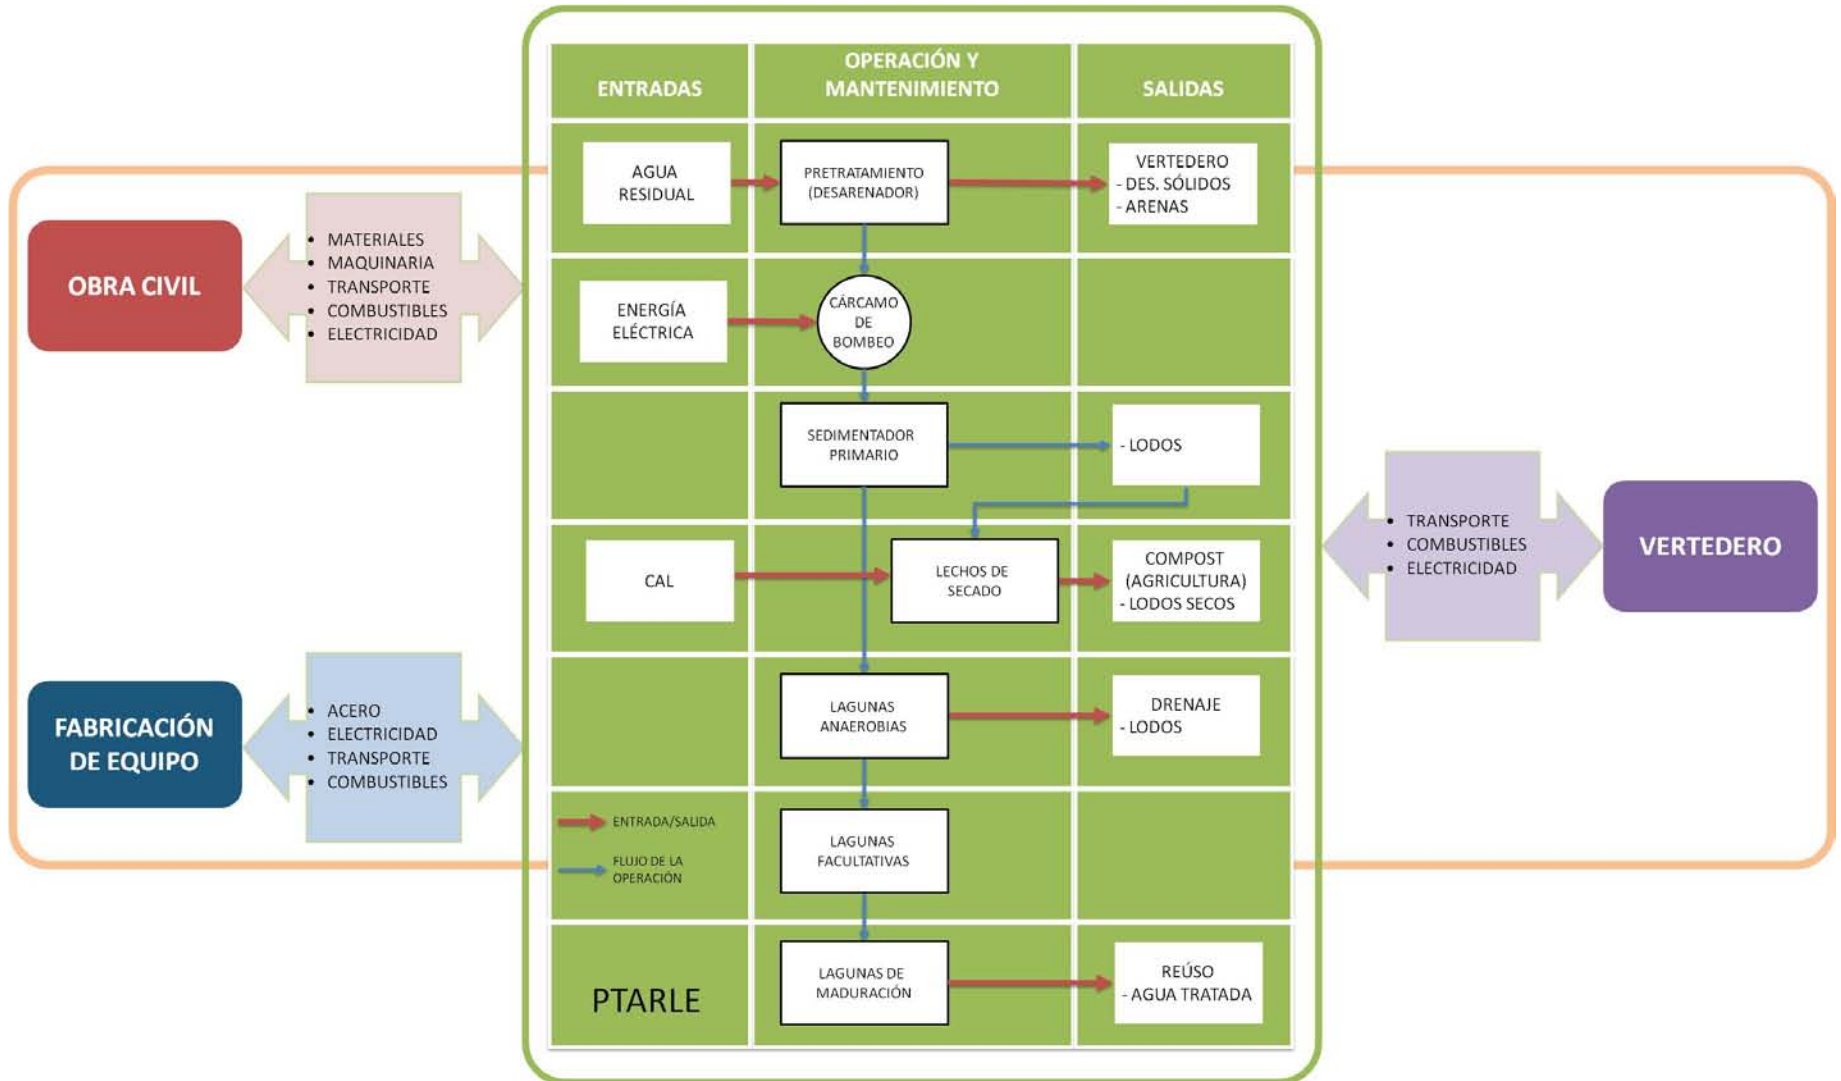 ENTRADAS
OPERACIÓN Y
MANTENIMIENTO
SALIDAS
AGUA
RESIDUAL
PRETRATAMIENTO
(DESARENADOR)
VERTEDERO
- DES. SÓLIDOS
- ARENAS
OBRA CIVIL
• MATERIALES
• MAQUINARIA
• TRANSPORTE
• COMBUSTIBLES
• ELECTRICIDAD
ENERGÍA
ELÉCTRICA
CÁRCAMO
DE
BOMBEO
SEDIMENTADOR
PRIMARIO
- LODOS
CAL
LECHOS DE
SECADO
COMPOST
(AGRICULTURA)
- LODOS SECOS
• TRANSPORTE
• COMBUSTIBLES
• ELECTRICIDAD
VERTEDERO
FABRICACIÓN
DE EQUIPO
• ACERO
• ELECTRICIDAD
• TRANSPORTE
• COMBUSTIBLES
LAGUNAS
ANAEROBIAS
DRENAJE
- LODOS
ENTRADA/SALIDA
FLUJO DE LA
OPERACIÓN
LAGUNAS
FACULTATIVAS
PTARLE
LAGUNAS DE
MADURACIÓN
REÚSO
- AGUA TRATADA